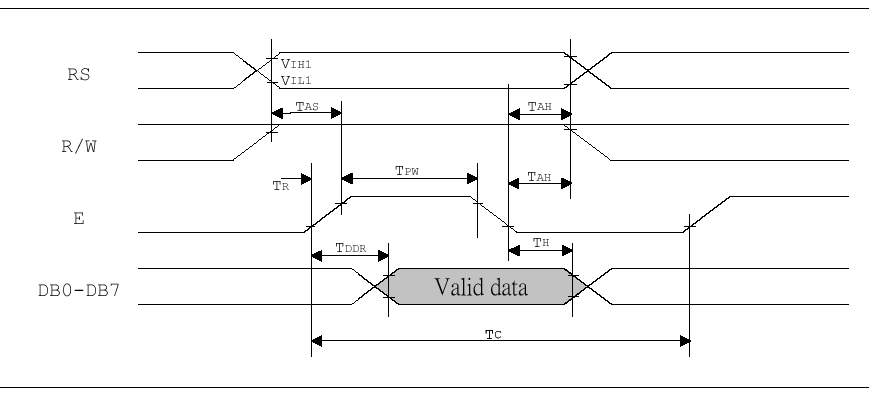 RS
VIH1
VIL1
TAS
TAH
R/W
TR
TPW
TAH
E
TDDR
TH
DB0-DB7
Valid data
TC